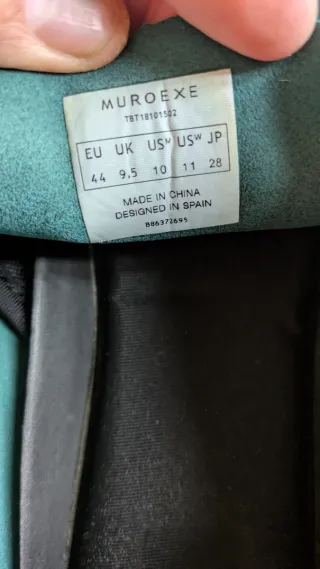 MUROEXE
TBT18101502
EU UK USM USW JP
44 9,5 10 11 28
MADE IN CHINA
DESIGNED IN SPAIN
B86372695